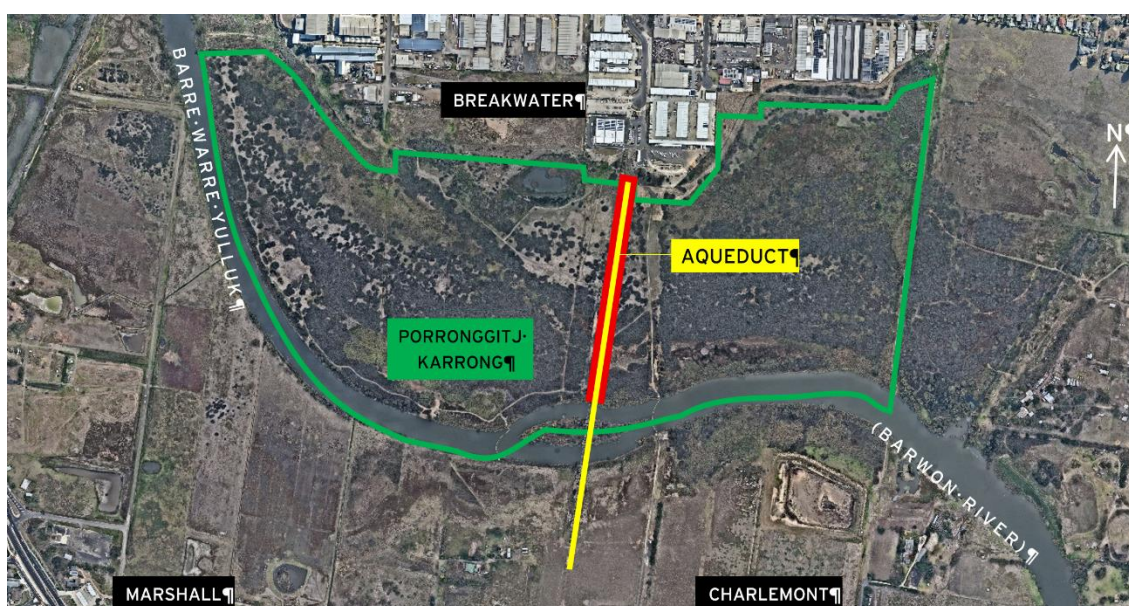 BREAKWATER¶
BARRE·WARRE·YULLUK¶
N¶
AQUEDUCT¶
PORRONGGITJ·
KARRONG¶
(BARWON·RIVER)¶
MARSHALL¶
CHARLEMONT¶